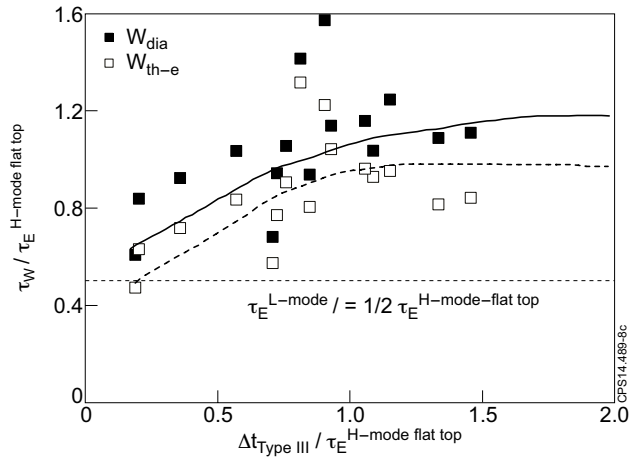 1.6
W_dia
W_th–e
1.2
0.8
0.4
0
τ_W / τ_E^H–mode flat top
τ_E^L–mode / = 1/2 τ_E^H–mode–flat top
0 0.5 1.0 1.5 2.0
Δt_Type III / τ_E^H–mode flat top
CPS14.489-8c